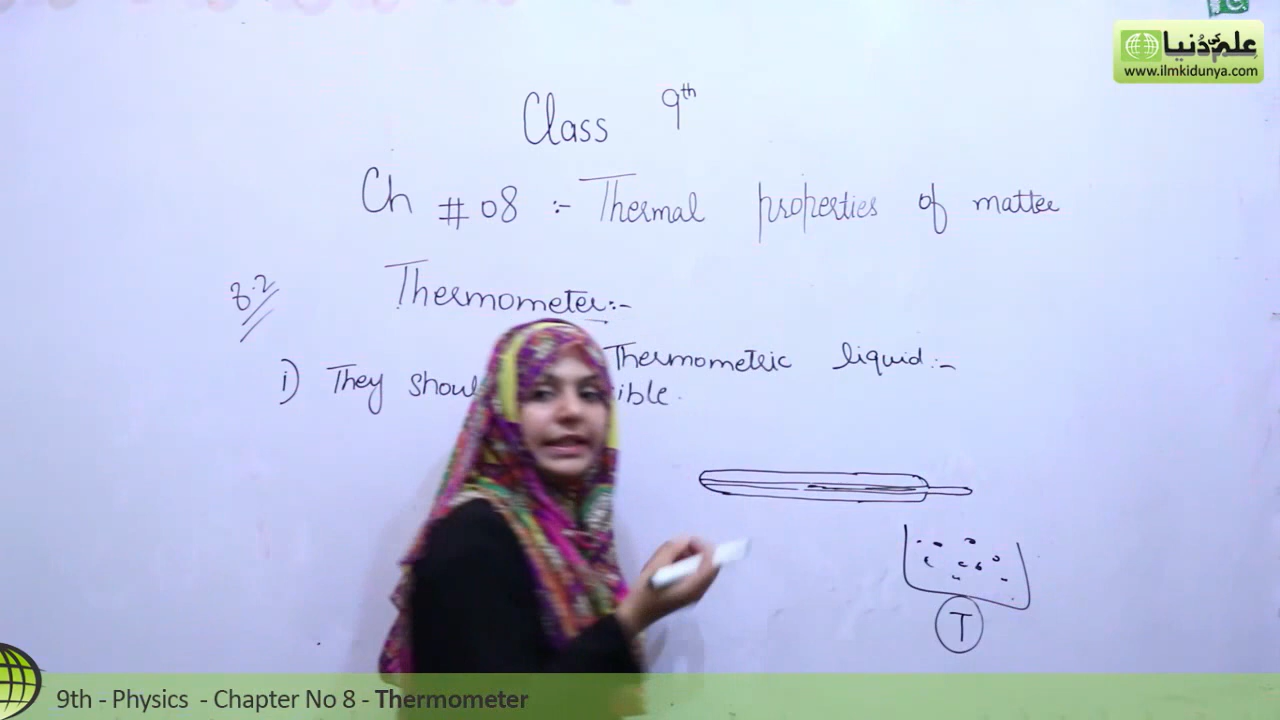 علم کی دنیا
www.ilmkidunya.com
Class 9th
Ch # 08 :- Thermal properties of matter
8.2 Thermometer:-
Thermometric liquid:-
i) They shoul ible.
T
9th - Physics - Chapter No 8 - Thermometer